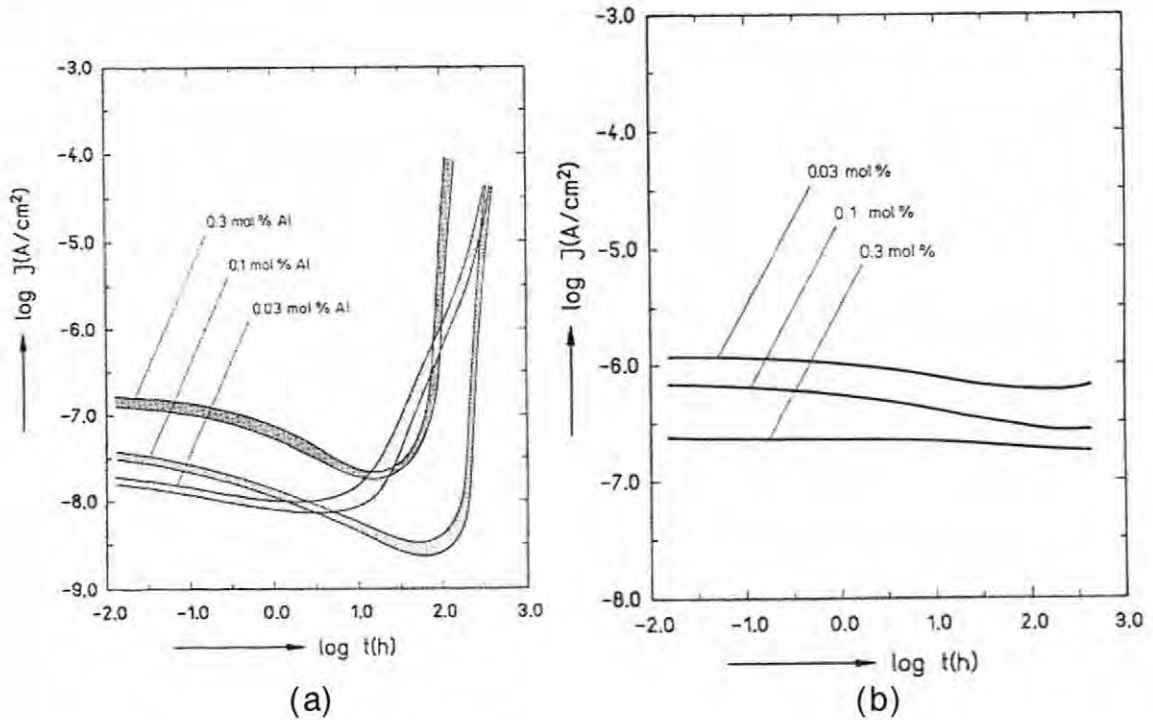 -3.0
-4.0
-5.0
-6.0
-7.0
-8.0
-9.0
log J(A/cm²)
0.3 mol % Al
0.1 mol % Al
0.03 mol % Al
-2.0 -1.0 0.0 1.0 2.0 3.0
log t(h)
(a)
-3.0
-4.0
-5.0
-6.0
-7.0
-8.0
log J(A/cm²)
0.03 mol %
0.1 mol %
0.3 mol %
-2.0 -1.0 0.0 1.0 2.0 3.0
log t(h)
(b)